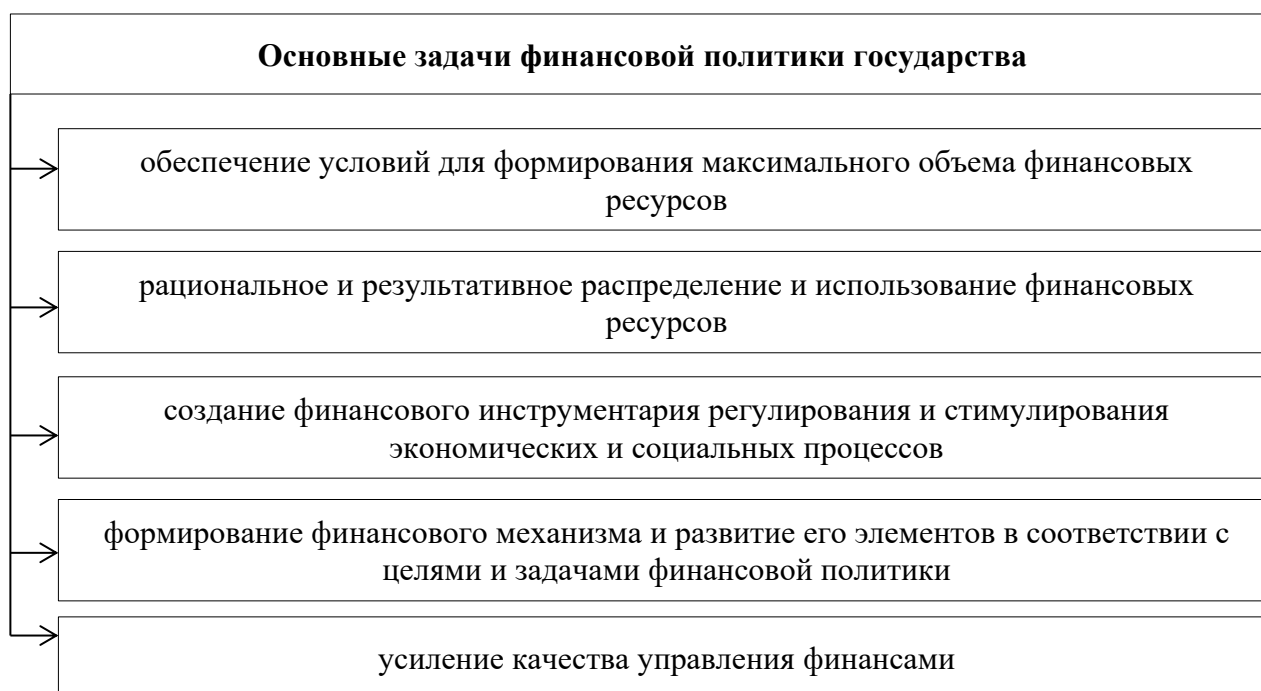 Основные задачи финансовой политики государства
обеспечение условий для формирования максимального объема финансовых
ресурсов
рациональное и результативное распределение и использование финансовых
ресурсов
создание финансового инструментария регулирования и стимулирования
экономических и социальных процессов
формирование финансового механизма и развитие его элементов в соответствии с
целями и задачами финансовой политики
усиление качества управления финансами